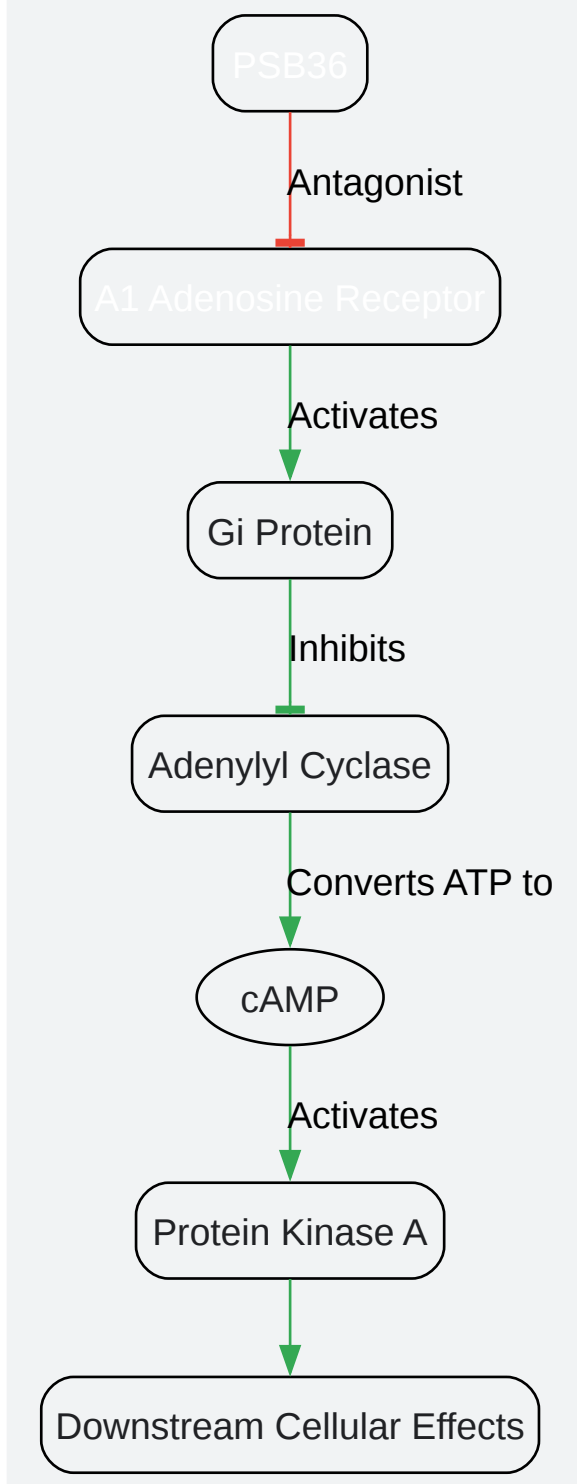 PSB36
Antagonist
A1 Adenosine Receptor
Activates
Gi Protein
Inhibits
Adenylyl Cyclase
Converts ATP to
cAMP
Activates
Protein Kinase A
Downstream Cellular Effects